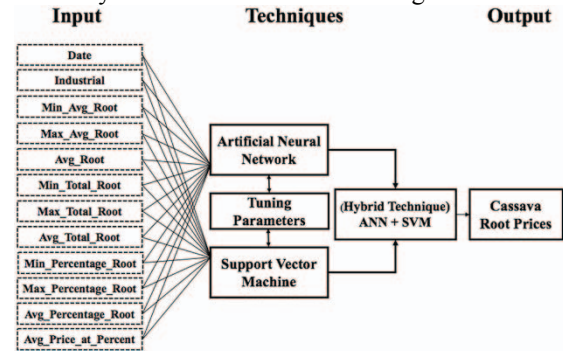 Input Techniques Output
Date
Industrial
Min_Avg_Root
Max_Avg_Root
Avg_Root
Min_Total_Root
Max_Total_Root
Avg_Total_Root
Min_Percentage_Root
Max_Percentage_Root
Avg_Percentage_Root
Avg_Price_at_Percent
Artificial Neural
Network
Tuning
Parameters
Support Vector
Machine
(Hybrid Technique)
ANN + SVM
Cassava
Root Prices